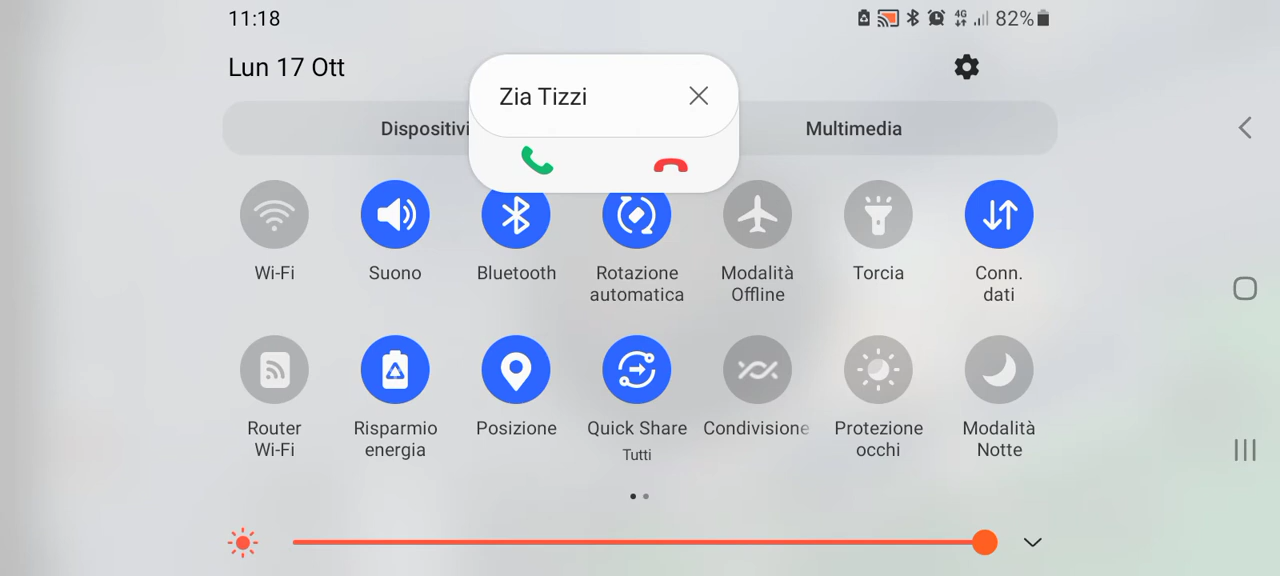 11:18
4G
82%
Lun 17 Ott
Zia Tizzi
Dispositivi
Multimedia
Wi-Fi
Suono
Bluetooth
Rotazione
automatica
Modalità
Offline
Torcia
Conn.
dati
Router
Wi-Fi
Risparmio
energia
Posizione
Quick Share
Tutti
Condivisione
Protezione
occhi
Modalità
Notte